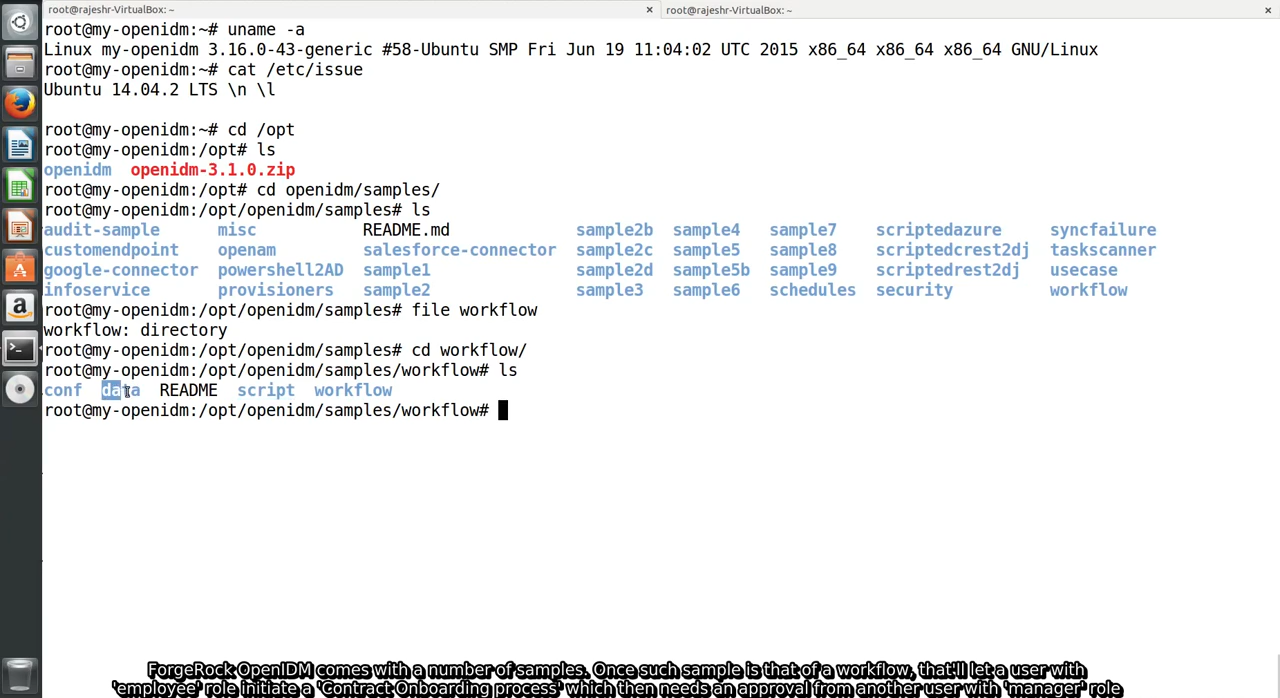 root@rajeshr-VirtualBox: ~ × root@rajeshr-VirtualBox: ~ ×
root@my-openidm:~# uname -a
Linux my-openidm 3.16.0-43-generic #58-Ubuntu SMP Fri Jun 19 11:04:02 UTC 2015 x86_64 x86_64 x86_64 GNU/Linux
root@my-openidm:~# cat /etc/issue
Ubuntu 14.04.2 LTS \n \l
root@my-openidm:~# cd /opt
root@my-openidm:/opt# ls
openidm openidm-3.1.0.zip
root@my-openidm:/opt# cd openidm/samples/
root@my-openidm:/opt/openidm/samples# ls
audit-sample misc README.md sample2b sample4 sample7 scriptedazure syncfailure
customendpoint openam salesforce-connector sample2c sample5 sample8 scriptedcrest2dj taskscanner
google-connector powershell2AD sample1 sample2d sample5b sample9 scriptedrest2dj usecase
infoservice provisioners sample2 sample3 sample6 schedules security workflow
root@my-openidm:/opt/openidm/samples# file workflow
workflow: directory
root@my-openidm:/opt/openidm/samples# cd workflow/
root@my-openidm:/opt/openidm/samples/workflow# ls
conf data README script workflow
root@my-openidm:/opt/openidm/samples/workflow#
ForgeRock OpenIDM comes with a number of samples. Once such sample is that of a workflow, that'll let a user with
'employee' role initiate a 'Contract Onboarding process' which then needs an approval from another user with 'manager' role